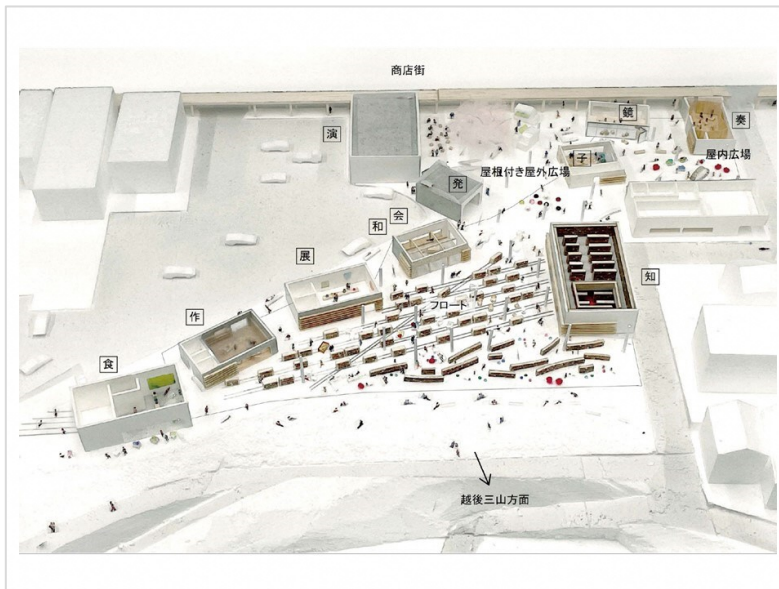 商店街
鏡
演
奏
屋内広場
子
屋根付き屋外広場
発
会
和
展
知
フロート
作
食
越後三山方面